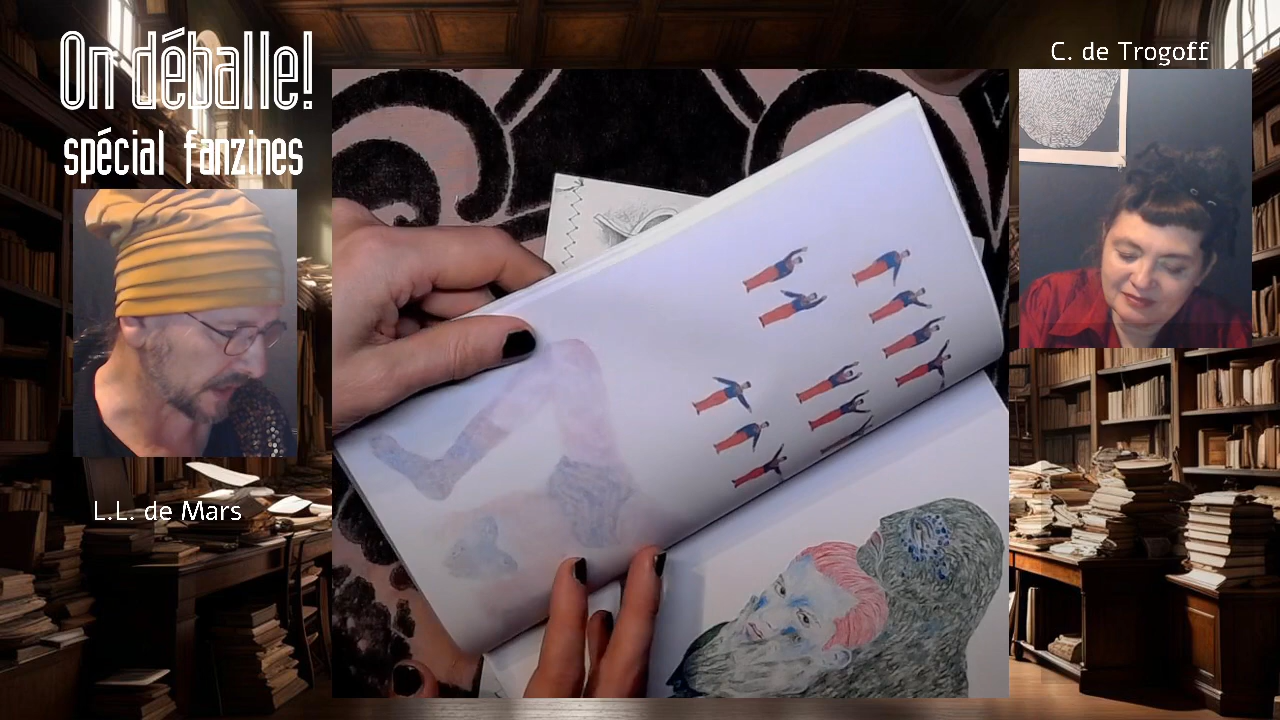 On déballe!
spécial fanzines
C. de Trogoff
L.L. de Mars